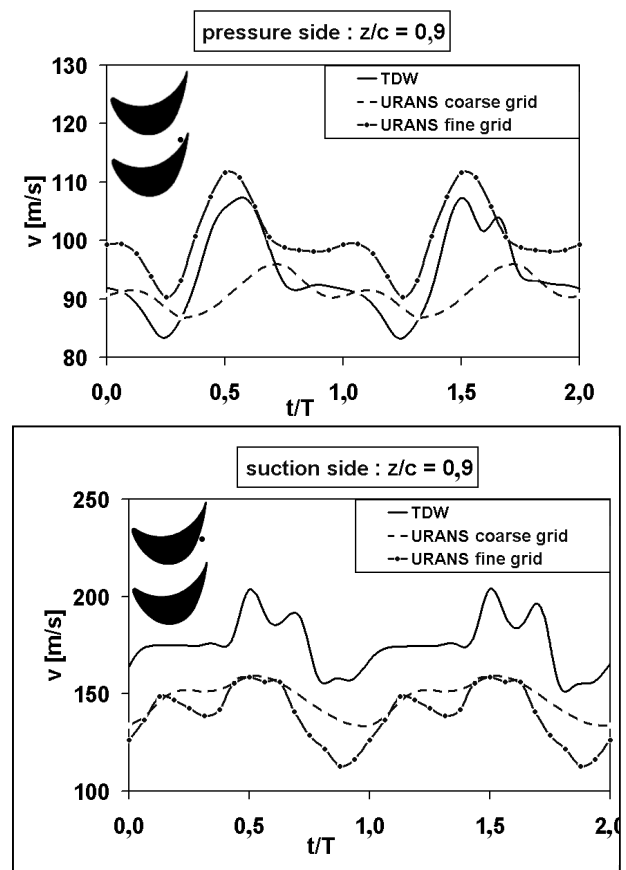 pressure side : z/c = 0,9
130
120
110
100
90
80
v [m/s]
TDW
URANS coarse grid
URANS fine grid
0,0 0,5 1,0 1,5 2,0
t/T
suction side : z/c = 0,9
250
200
150
100
v [m/s]
TDW
URANS coarse grid
URANS fine grid
0,0 0,5 1,0 1,5 2,0
t/T